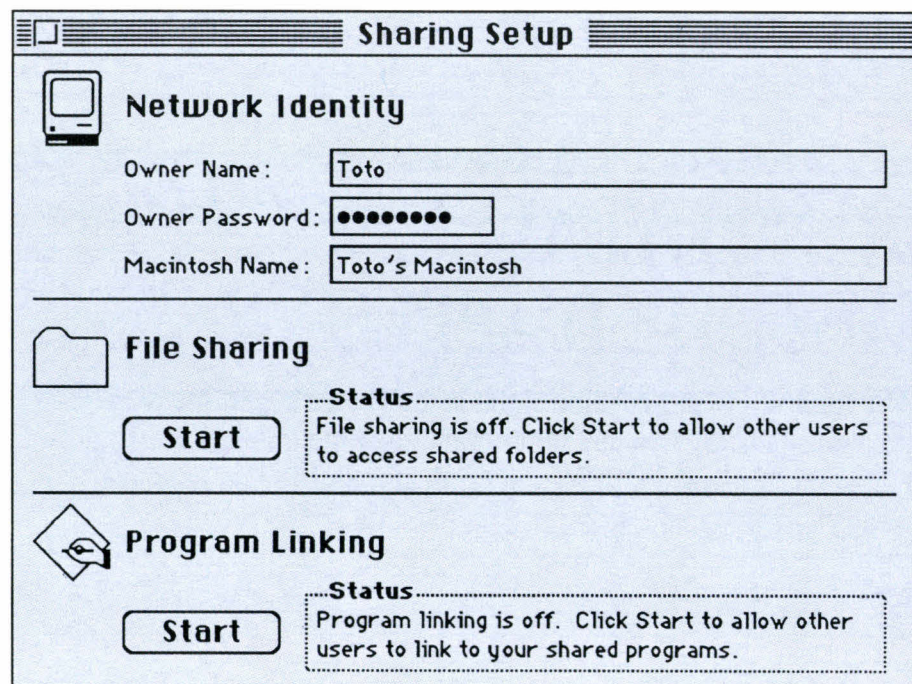 Sharing Setup
Network Identity
Owner Name:
Toto
Owner Password:
●●●●●●●●
Macintosh Name:
Toto's Macintosh
File Sharing
Start
Status
File sharing is off. Click Start to allow other users
to access shared folders.
Program Linking
Start
Status
Program linking is off.  Click Start to allow other
users to link to your shared programs.